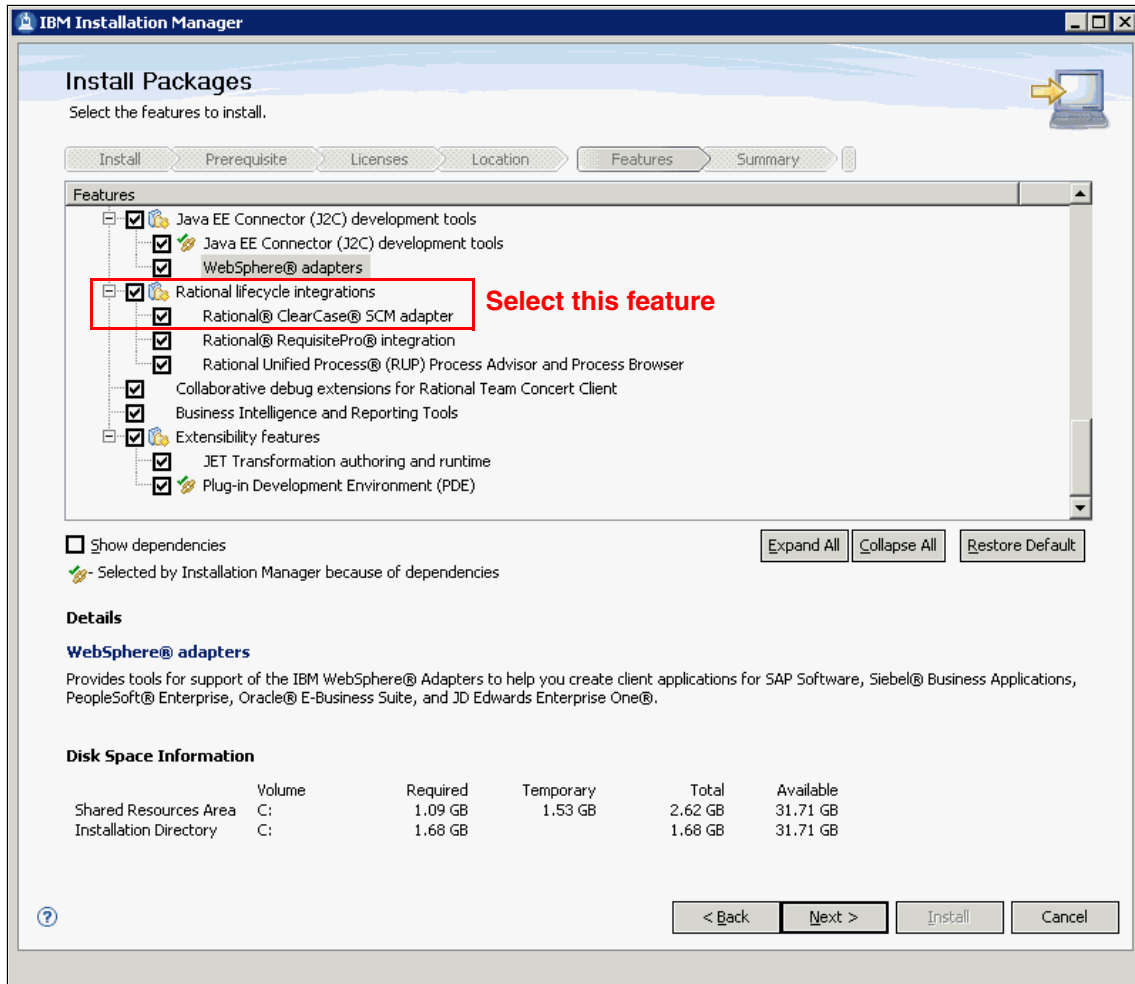 IBM Installation Manager
Install Packages
Select the features to install.
Install Prerequisite Licenses Location Features Summary
Features
Java EE Connector (J2C) development tools
Java EE Connector (J2C) development tools
WebSphere® adapters
Rational lifecycle integrations
Select this feature
Rational® ClearCase® SCM adapter
Rational® RequisitePro® integration
Rational Unified Process® (RUP) Process Advisor and Process Browser
Collaborative debug extensions for Rational Team Concert Client
Business Intelligence and Reporting Tools
Extensibility features
JET Transformation authoring and runtime
Plug-in Development Environment (PDE)
Show dependencies Expand All Collapse All Restore Default
- Selected by Installation Manager because of dependencies
Details
WebSphere® adapters
Provides tools for support of the IBM WebSphere® Adapters to help you create client applications for SAP Software, Siebel® Business Applications,
PeopleSoft® Enterprise, Oracle® E-Business Suite, and JD Edwards Enterprise One®.
Disk Space Information
Volume Required Temporary Total Available
Shared Resources Area C: 1.09 GB 1.53 GB 2.62 GB 31.71 GB
Installation Directory C: 1.68 GB 1.68 GB 31.71 GB
? < Back Next > Install Cancel